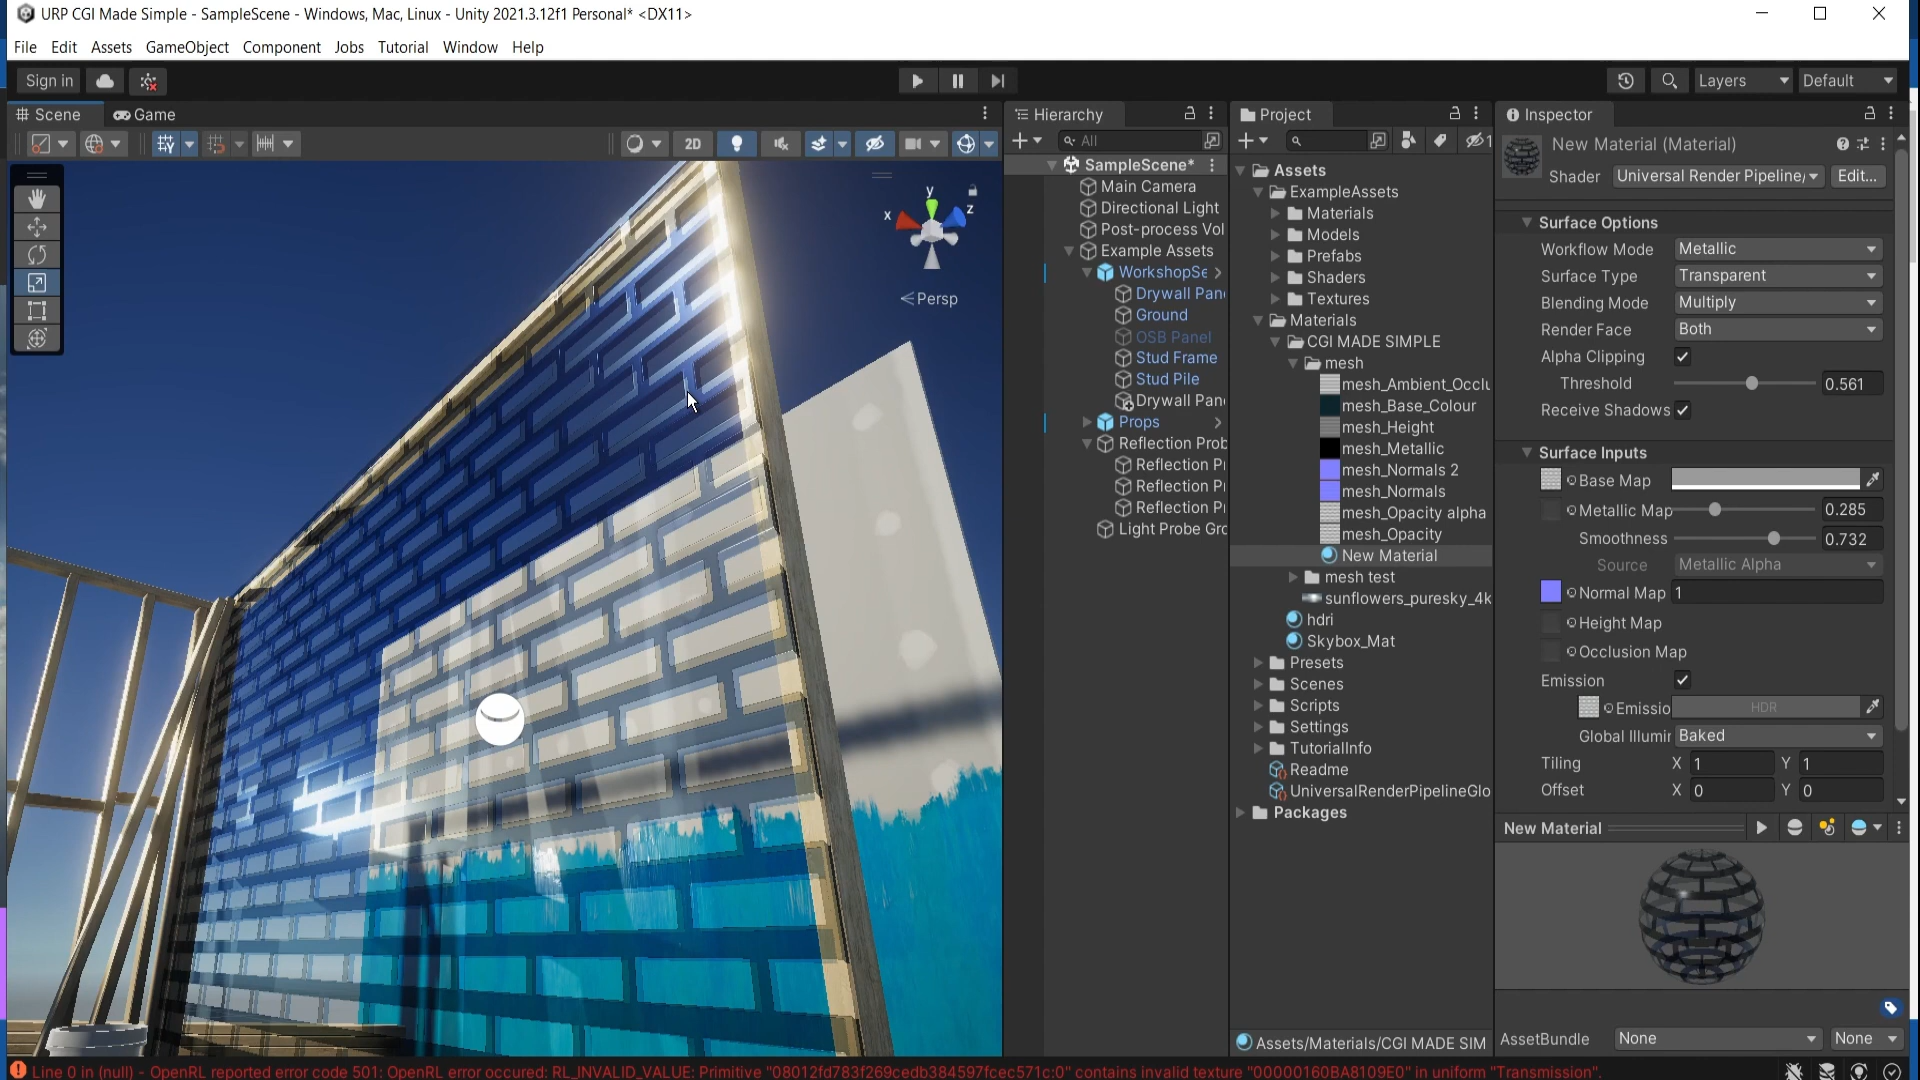 URP CGI Made Simple - SampleScene - Windows, Mac, Linux - Unity 2021.3.12f1 Personal* <DX11>
File Edit Assets GameObject Component Jobs Tutorial Window Help
Sign in
Layers
Default
Scene
Game
2D
y
x
z
Persp
Hierarchy
All
SampleScene*
Main Camera
Directional Light
Post-process Vol
Example Assets
WorkshopSe
Drywall Pane
Ground
OSB Panel
Stud Frame
Stud Pile
Drywall Pane
Props
Reflection Prob
Reflection Pr
Reflection Pr
Reflection Pr
Light Probe Gro
Project
1
Assets
ExampleAssets
Materials
Models
Prefabs
Shaders
Textures
Materials
CGI MADE SIMPLE
mesh
mesh_Ambient_Occlu
mesh_Base_Colour
mesh_Height
mesh_Metallic
mesh_Normals 2
mesh_Normals
mesh_Opacity alpha
mesh_Opacity
New Material
mesh test
sunflowers_puresky_4k
hdri
Skybox_Mat
Presets
Scenes
Scripts
Settings
TutorialInfo
Readme
UniversalRenderPipelineGlo
Packages
Assets/Materials/CGI MADE SIM
Inspector
New Material (Material)
Shader Universal Render Pipeline/ Edit...
Surface Options
Workflow Mode Metallic
Surface Type Transparent
Blending Mode Multiply
Render Face Both
Alpha Clipping
Threshold 0.561
Receive Shadows
Surface Inputs
Base Map
Metallic Map 0.285
Smoothness 0.732
Source Metallic Alpha
Normal Map 1
Height Map
Occlusion Map
Emission
Emissio HDR
Global Illumir Baked
Tiling X 1 Y 1
Offset X 0 Y 0
New Material
AssetBundle None None
Line 0 in (null) - OpenRL reported error code 501: OpenRL error occured: RL_INVALID_VALUE: Primitive "08012fd783f269cedb384597fcec571c:0" contains invalid texture "00000160BA8109E0" in uniform "Transmission".